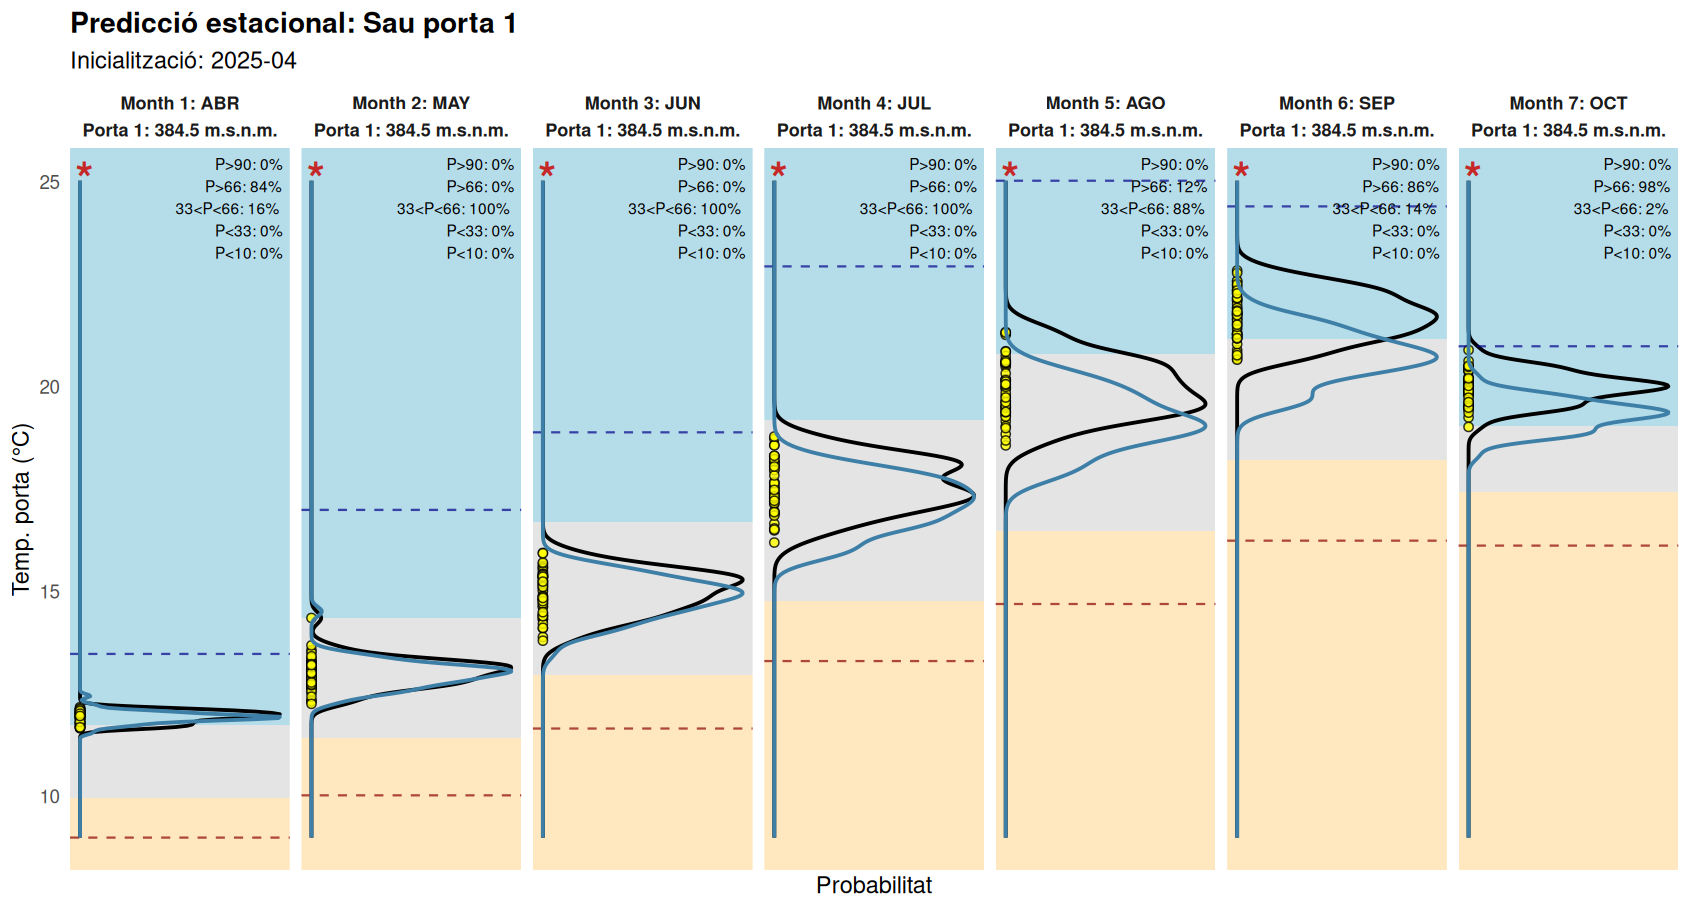 Predicció estacional: Sau porta 1
Inicialització: 2025-04
Month 1: ABR
Porta 1: 384.5 m.s.n.m.
Month 2: MAY
Porta 1: 384.5 m.s.n.m.
Month 3: JUN
Porta 1: 384.5 m.s.n.m.
Month 4: JUL
Porta 1: 384.5 m.s.n.m.
Month 5: AGO
Porta 1: 384.5 m.s.n.m.
Month 6: SEP
Porta 1: 384.5 m.s.n.m.
Month 7: OCT
Porta 1: 384.5 m.s.n.m.
Temp. porta (°C)
25
20
15
10
*
P>90: 0%
P>66: 84%
33<P<66: 16%
P<33: 0%
P<10: 0%
*
P>90: 0%
P>66: 0%
33<P<66: 100%
P<33: 0%
P<10: 0%
*
P>90: 0%
P>66: 0%
33<P<66: 100%
P<33: 0%
P<10: 0%
*
P>90: 0%
P>66: 0%
33<P<66: 100%
P<33: 0%
P<10: 0%
*
P>90: 0%
P>66: 12%
33<P<66: 88%
P<33: 0%
P<10: 0%
*
P>90: 0%
P>66: 86%
33<P<66: 14%
P<33: 0%
P<10: 0%
*
P>90: 0%
P>66: 98%
33<P<66: 2%
P<33: 0%
P<10: 0%
Probabilitat